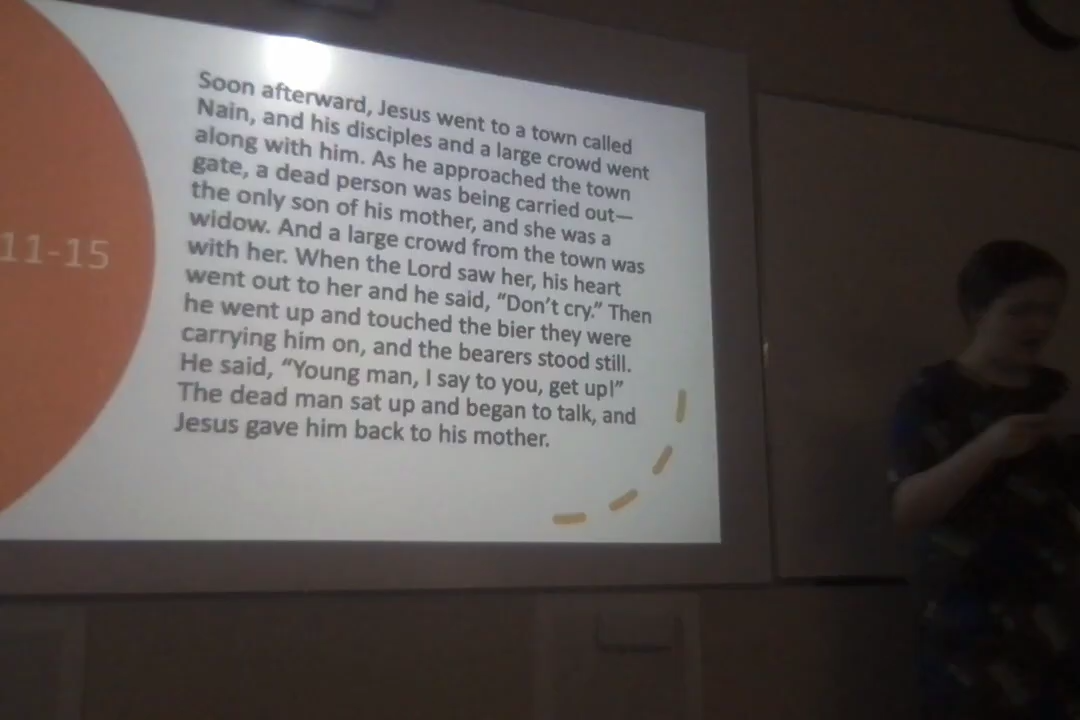 11-15
Soon afterward, Jesus went to a town called
Nain, and his disciples and a large crowd went
along with him. As he approached the town
gate, a dead person was being carried out—
the only son of his mother, and she was a
widow. And a large crowd from the town was
with her. When the Lord saw her, his heart
went out to her and he said, “Don’t cry.” Then
he went up and touched the bier they were
carrying him on, and the bearers stood still.
He said, “Young man, I say to you, get up!”
The dead man sat up and began to talk, and
Jesus gave him back to his mother.